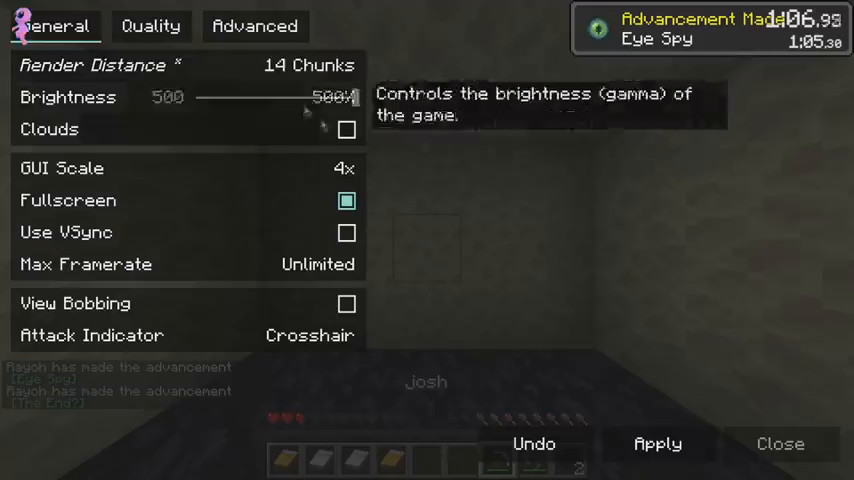 General Quality Advanced
Advancement Made!
Eye Spy
1:06.95
1:05.30
Render Distance * 14 Chunks
Brightness 500 500%
Controls the brightness (gamma) of
the game.
Clouds
GUI Scale 4x
Fullscreen
Use VSync
Max Framerate Unlimited
View Bobbing
Attack Indicator Crosshair
Rayoh has made the advancement
[Eye Spy]
Rayoh has made the advancement
[The End?]
josh
Undo Apply Close
2